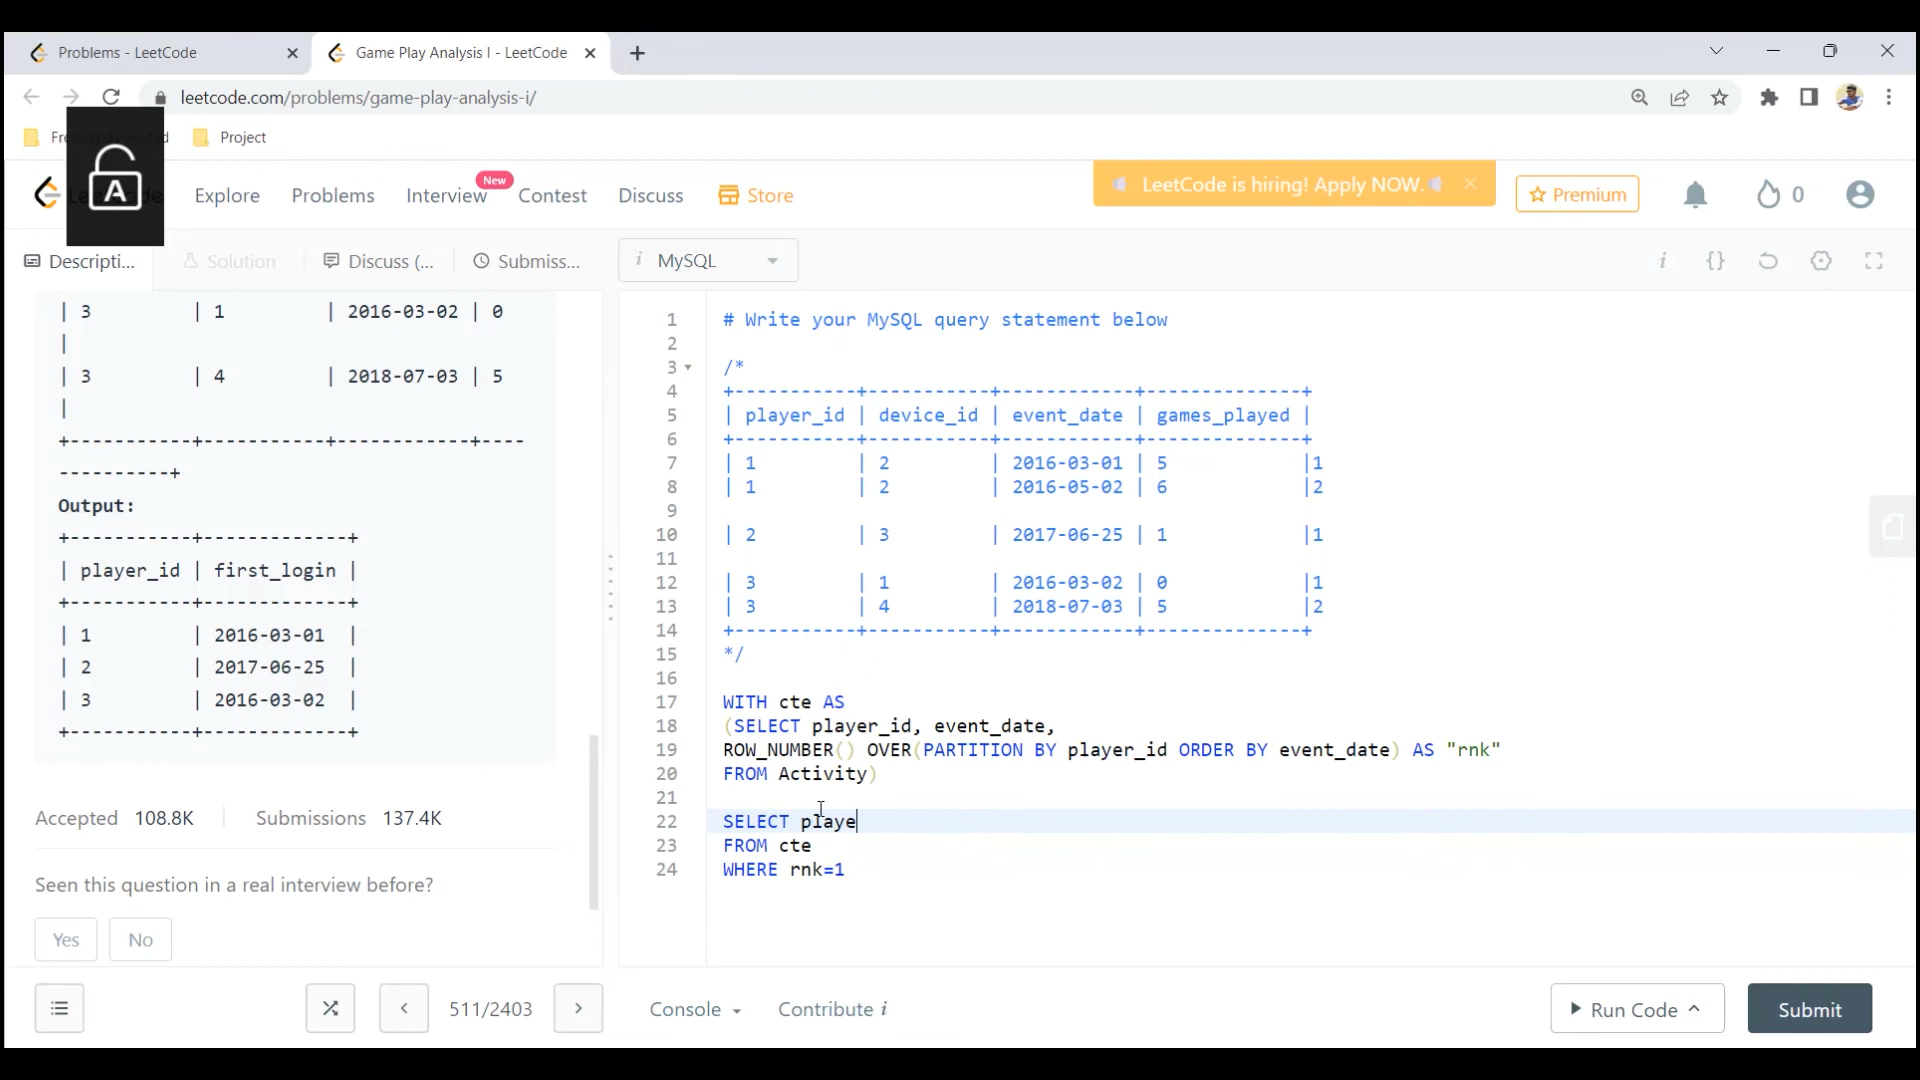 Problems - LeetCode
Game Play Analysis I - LeetCode
leetcode.com/problems/game-play-analysis-i/
Project
A
Explore
Problems
Interview
New
Contest
Discuss
Store
LeetCode is hiring! Apply NOW.
Premium
0
Descripti...
Solution
Discuss (...
Submiss...
i MySQL
i {}
| 3 | 1 | 2016-03-02 | 0
|
| 3 | 4 | 2018-07-03 | 5
|
+-----------+-----------+------------+----
----------+
Output:
+-----------+-------------+
| player_id | first_login |
+-----------+-------------+
| 1 | 2016-03-01 |
| 2 | 2017-06-25 |
| 3 | 2016-03-02 |
+-----------+-------------+
Accepted 108.8K Submissions 137.4K
Seen this question in a real interview before?
Yes No
1 # Write your MySQL query statement below
2
3 /*
4 +-----------+-----------+------------+--------------+
5 | player_id | device_id | event_date | games_played |
6 +-----------+-----------+------------+--------------+
7 | 1 | 2 | 2016-03-01 | 5 |1
8 | 1 | 2 | 2016-05-02 | 6 |2
9
10 | 2 | 3 | 2017-06-25 | 1 |1
11
12 | 3 | 1 | 2016-03-02 | 0 |1
13 | 3 | 4 | 2018-07-03 | 5 |2
14 +-----------+-----------+------------+--------------+
15 */
16
17 WITH cte AS
18 (SELECT player_id, event_date,
19 ROW_NUMBER() OVER(PARTITION BY player_id ORDER BY event_date) AS "rnk"
20 FROM Activity)
21
22 SELECT playe
23 FROM cte
24 WHERE rnk=1
511/2403
Console
Contribute i
Run Code
Submit